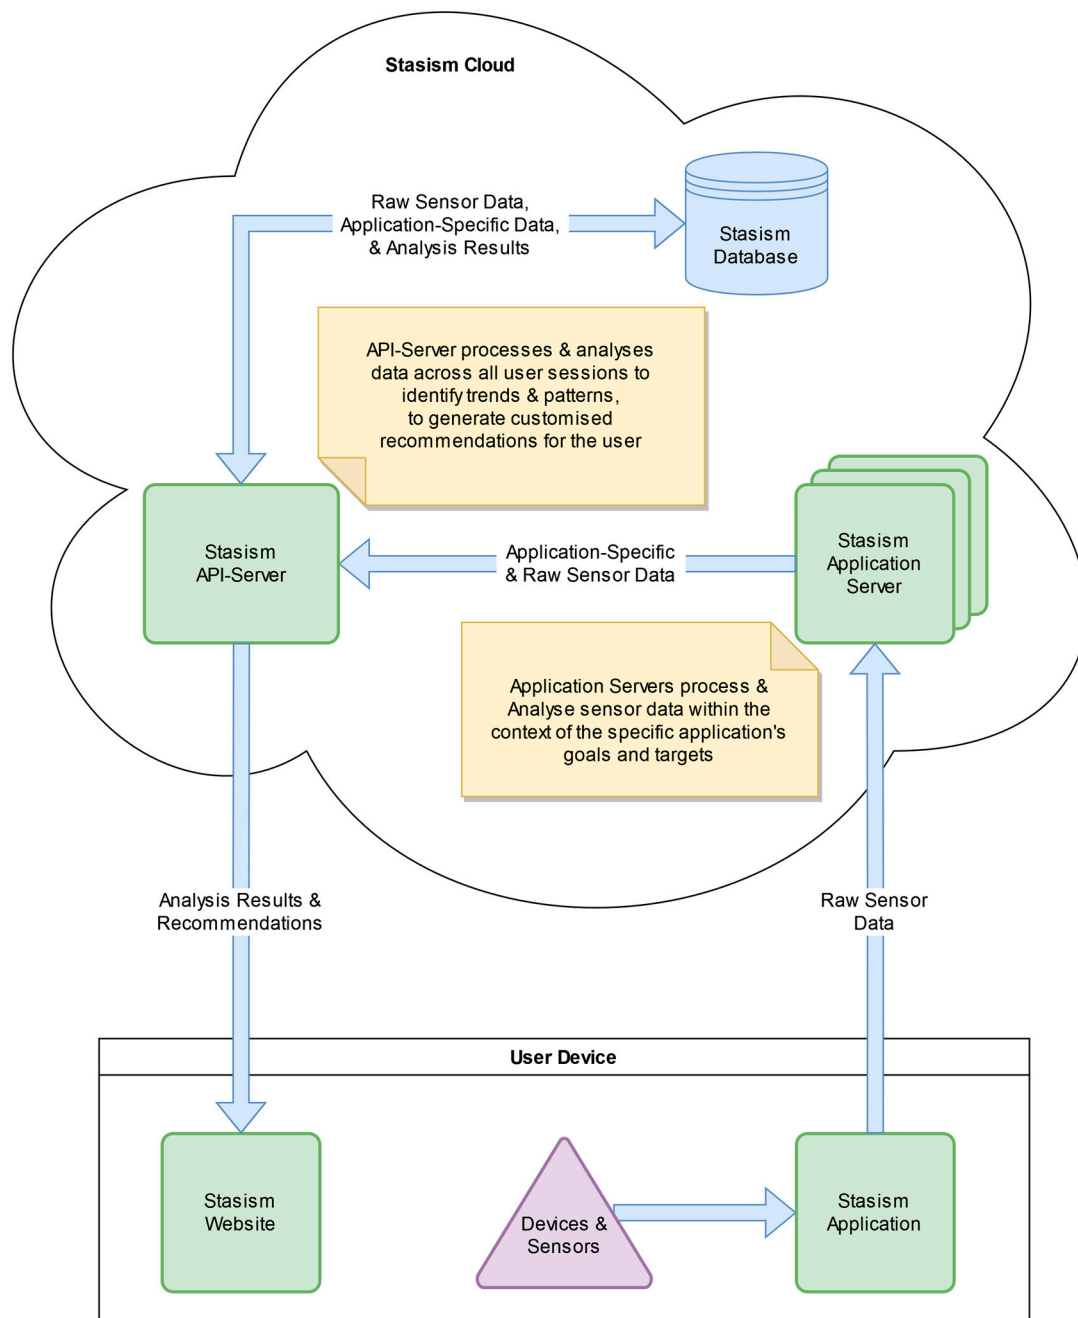 Stasism Cloud
Raw Sensor Data,
Application-Specific Data,
& Analysis Results
Stasism
Database
API-Server processes & analyses
data across all user sessions to
identify trends & patterns,
to generate customised
recommendations for the user
Stasism
API-Server
Application-Specific
& Raw Sensor Data
Stasism
Application
Server
Application Servers process &
Analyse sensor data within the
context of the specific application's
goals and targets
Analysis Results &
Recommendations
Raw Sensor
Data
User Device
Stasism
Website
Devices &
Sensors
Stasism
Application